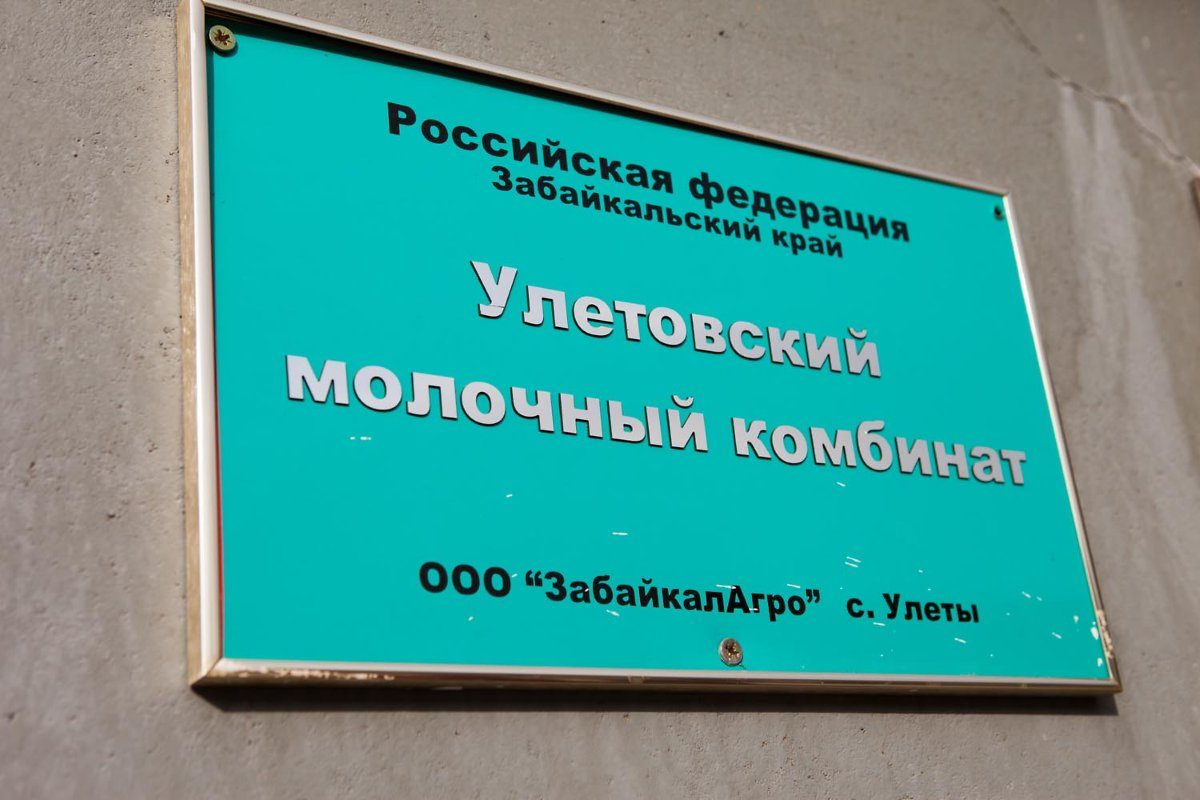 Российская федерация
Забайкальский край
Улетовский
молочный комбинат
ООО “ЗабайкалАгро” с. Улеты